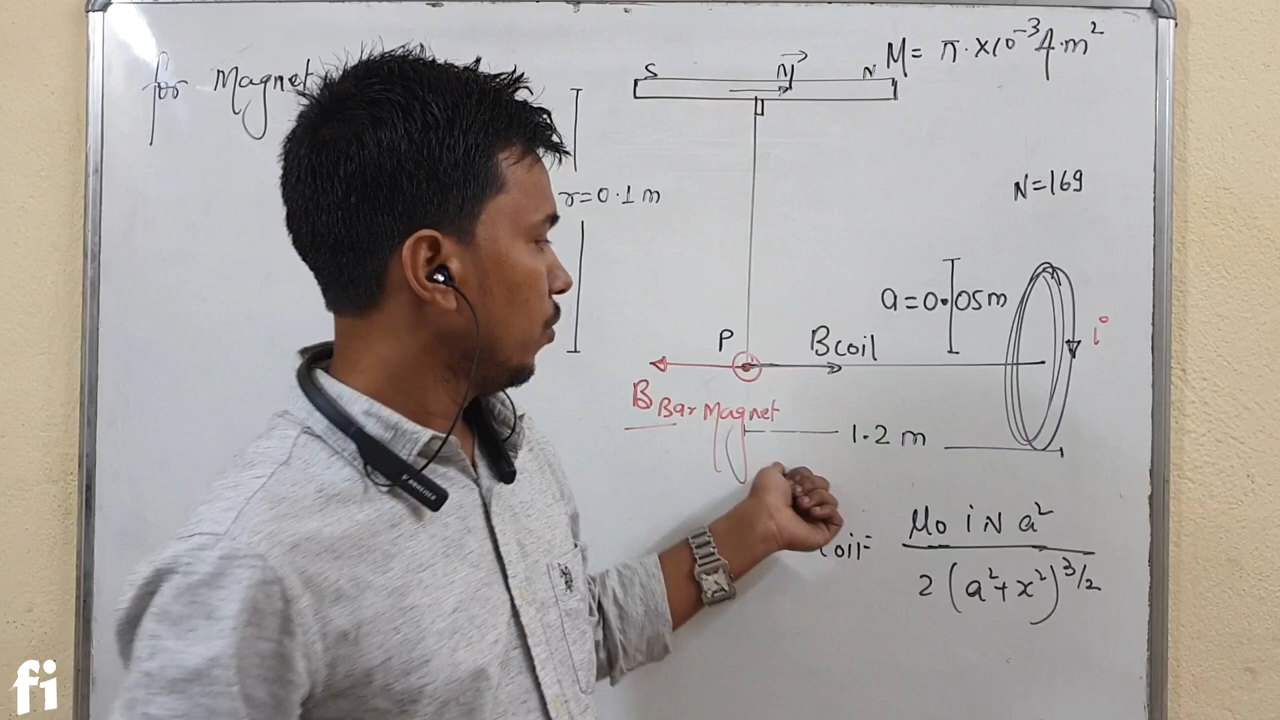 for Magnet
S M⃗ N
M = π·×10⁻³ A·m²
r=0.1 m
N=169
a=0.05m
i
P
Bcoil
B Bar Magnet
1.2 m
coil= μ₀ i N a² / 2 (a²+x²)^3/2
fi